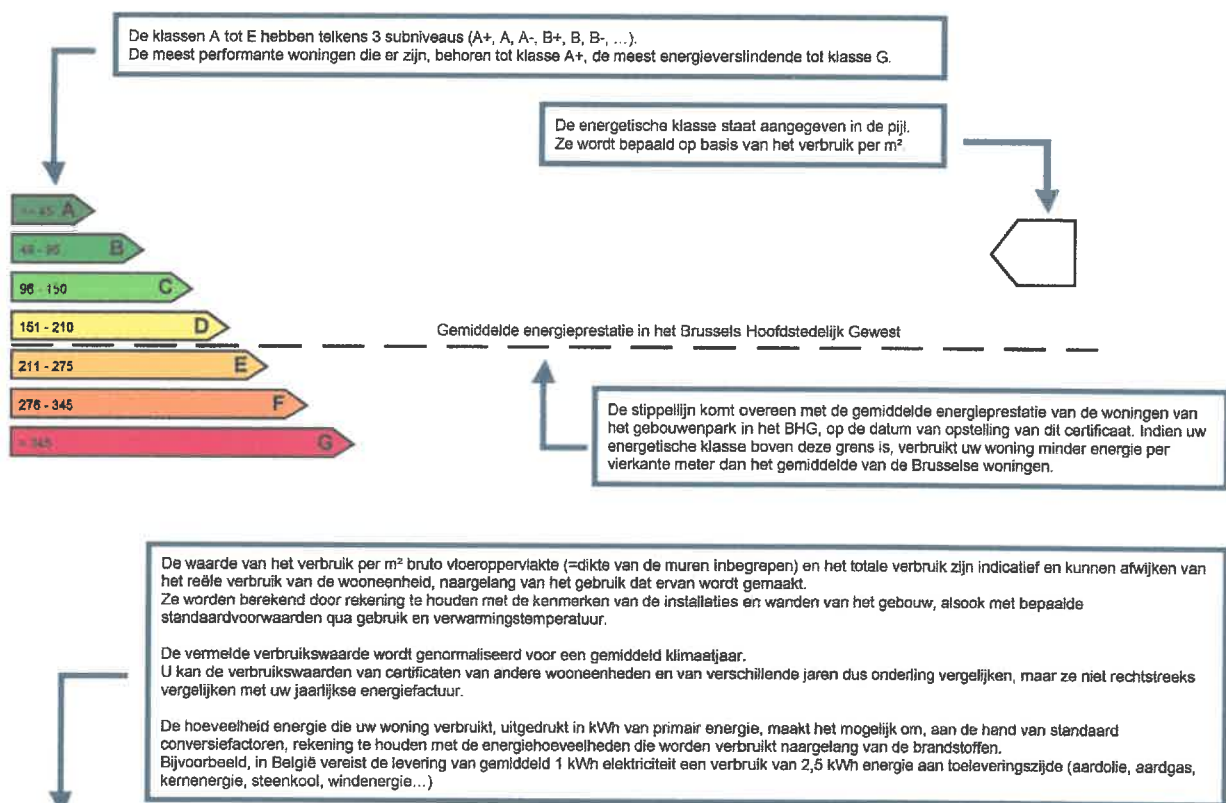 De klassen A tot E hebben telkens 3 subniveaus (A+, A, A-, B+, B, B-, ...).
De meest performante woningen die er zijn, behoren tot klasse A+, de meest energieverslindende tot klasse G.
De energetische klasse staat aangegeven in de pijl.
Ze wordt bepaald op basis van het verbruik per m².
A
B
96 - 150 C
151 - 210 D
Gemiddelde energieprestatie in het Brussels Hoofdstedelijk Gewest
211 - 275 E
276 - 345 F
G
De stippellijn komt overeen met de gemiddelde energieprestatie van de woningen van
het gebouwenpark in het BHG, op de datum van opstelling van dit certificaat. Indien uw
energetische klasse boven deze grens is, verbruikt uw woning minder energie per
vierkante meter dan het gemiddelde van de Brusselse woningen.
De waarde van het verbruik per m² bruto vloeroppervlakte (=dikte van de muren inbegrepen) en het totale verbruik zijn indicatief en kunnen afwijken van
het reële verbruik van de wooneenheid, naargelang van het gebruik dat ervan wordt gemaakt.
Ze worden berekend door rekening te houden met de kenmerken van de installaties en wanden van het gebouw, alsook met bepaalde
standaardvoorwaarden qua gebruik en verwarmingstemperatuur.
De vermelde verbruikswaarde wordt genormaliseerd voor een gemiddeld klimaatjaar.
U kan de verbruikswaarden van certificaten van andere wooneenheden en van verschillende jaren dus onderling vergelijken, maar ze niet rechtstreeks
vergelijken met uw jaarlijkse energiefactuur.
De hoeveelheid energie die uw woning verbruikt, uitgedrukt in kWh van primair energie, maakt het mogelijk om, aan de hand van standaard
conversiefactoren, rekening te houden met de energiehoeveelheden die worden verbruikt naargelang van de brandstoffen.
Bijvoorbeeld, in België vereist de levering van gemiddeld 1 kWh elektriciteit een verbruik van 2,5 kWh energie aan toeleveringszijde (aardolie, aardgas,
kernenergie, steenkool, windenergie...)